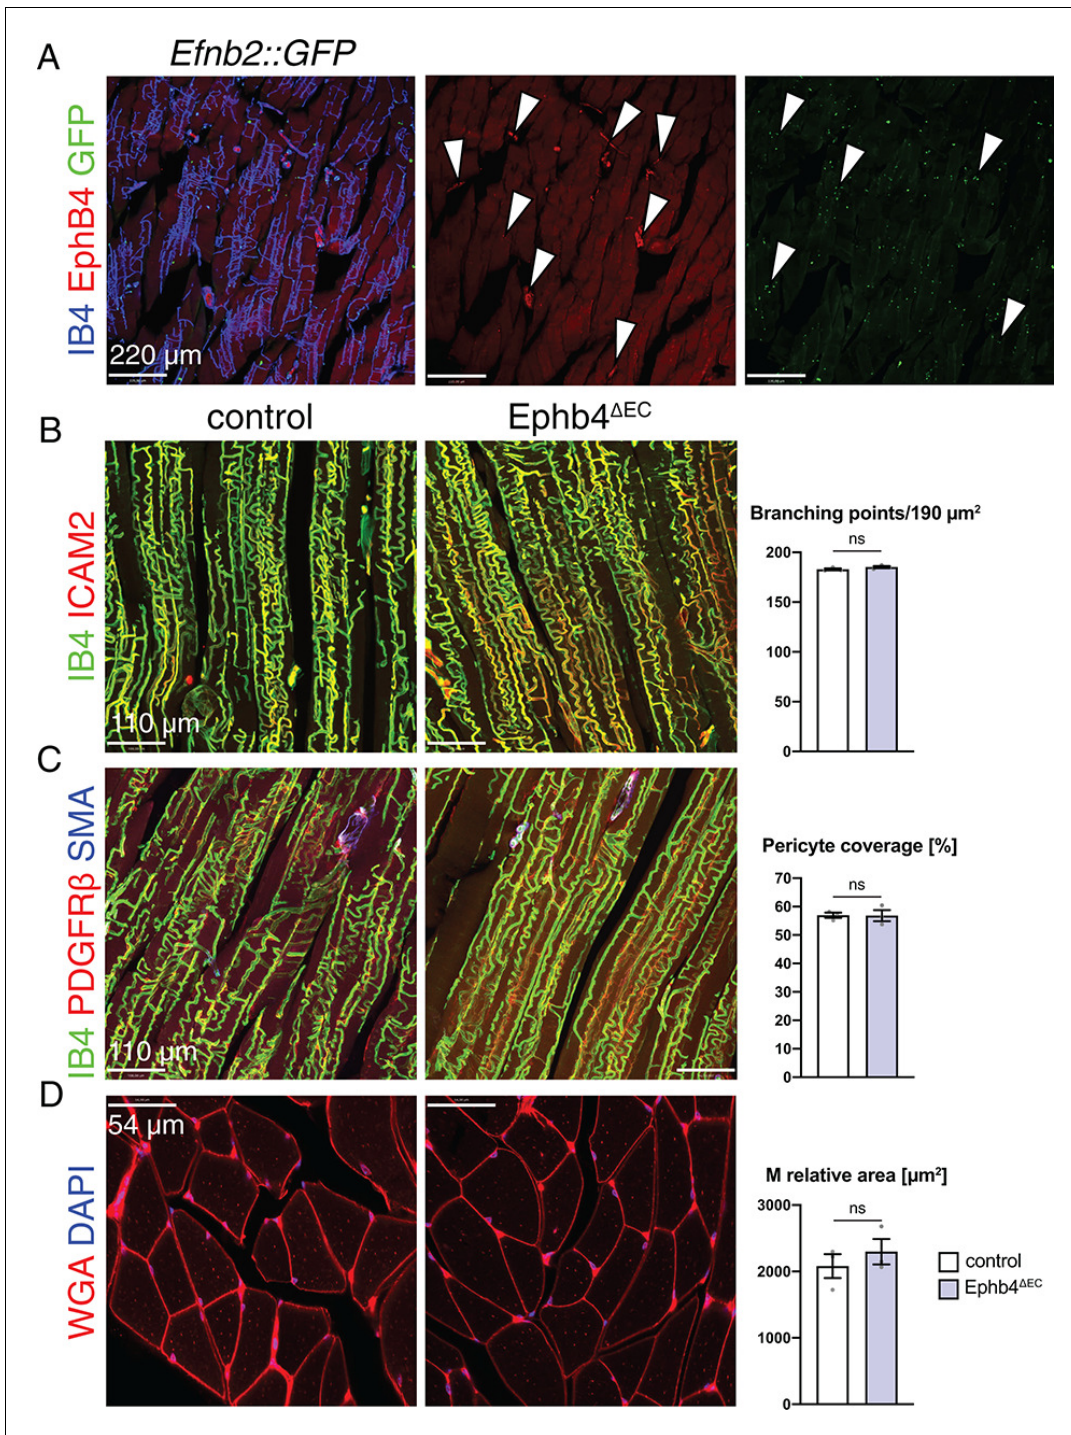 A
Efnb2::GFP
IB4 EphB4 GFP
220 µm
control
Ephb4ΔEC
B
IB4 ICAM2
110 µm
Branching points/190 µm²
ns
200
150
100
50
0
C
IB4 PDGFRβ SMA
110 µm
Pericyte coverage [%]
ns
70
60
50
40
30
20
10
0
D
WGA DAPI
54 µm
M relative area [µm²]
ns
3000
2000
1000
0
control
Ephb4ΔEC